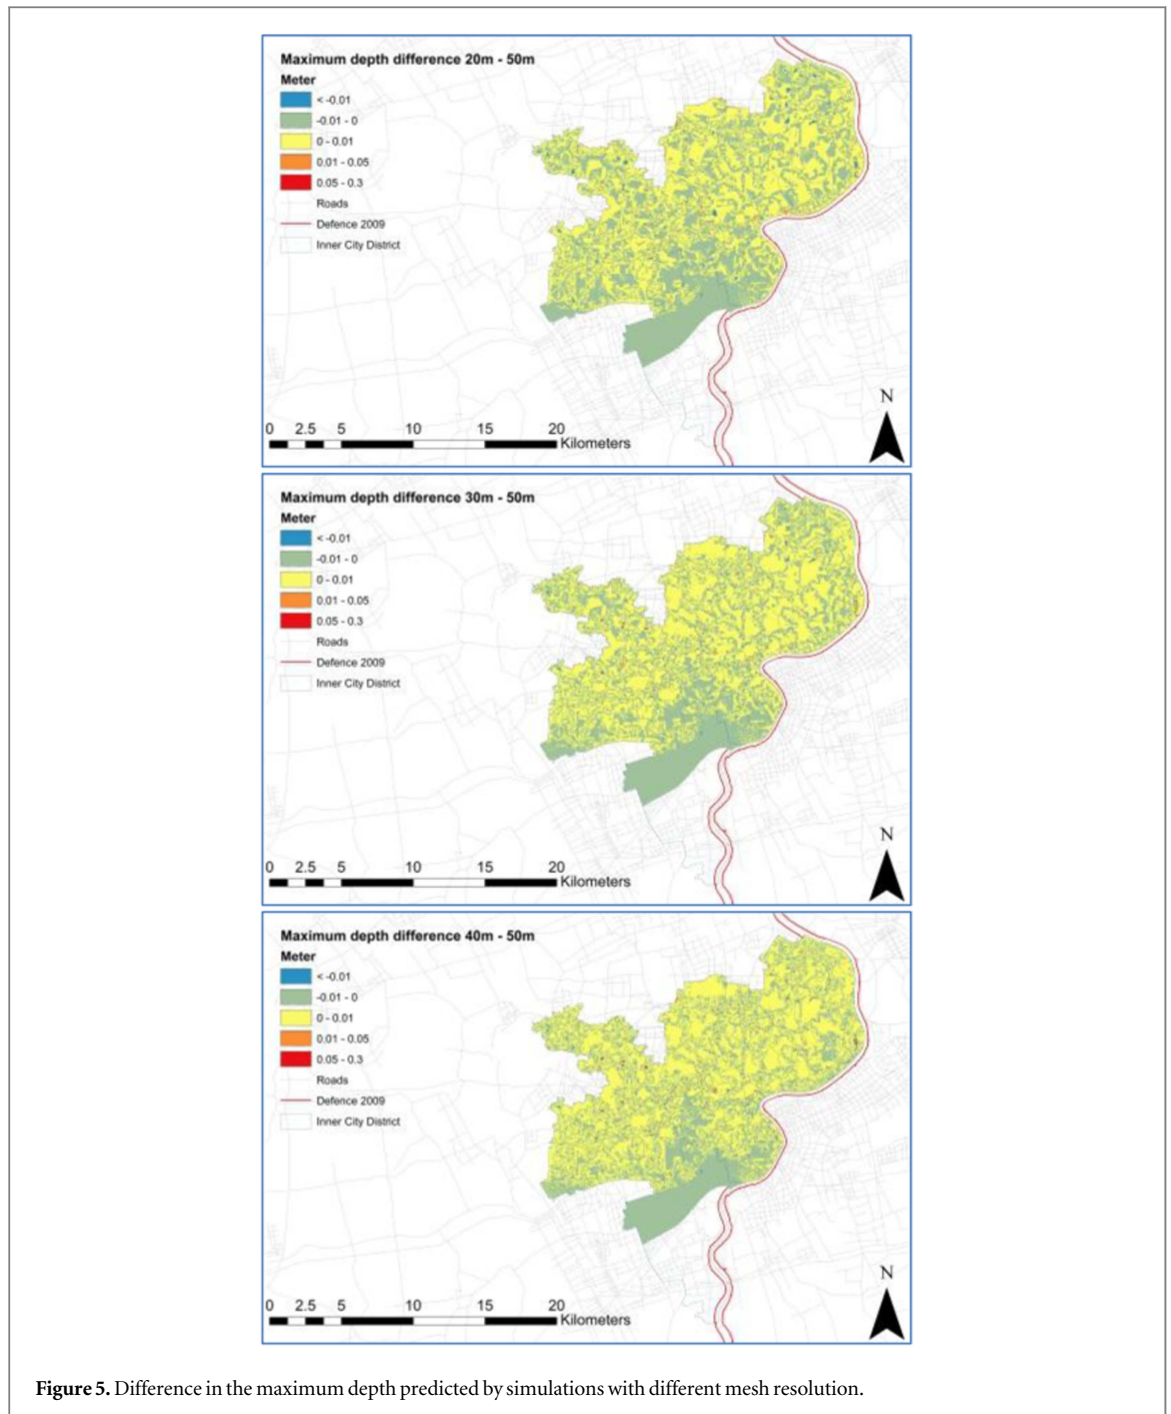 Maximum depth difference 20m - 50m
Meter
< -0.01
-0.01 - 0
0 - 0.01
0.01 - 0.05
0.05 - 0.3
Roads
Defence 2009
Inner City District
N
0 2.5 5 10 15 20
Kilometers
Maximum depth difference 30m - 50m
Meter
< -0.01
-0.01 - 0
0 - 0.01
0.01 - 0.05
0.05 - 0.3
Roads
Defence 2009
Inner City District
N
0 2.5 5 10 15 20
Kilometers
Maximum depth difference 40m - 50m
Meter
< -0.01
-0.01 - 0
0 - 0.01
0.01 - 0.05
0.05 - 0.3
Roads
Defence 2009
Inner City District
N
0 2.5 5 10 15 20
Kilometers
Figure 5. Difference in the maximum depth predicted by simulations with different mesh resolution.